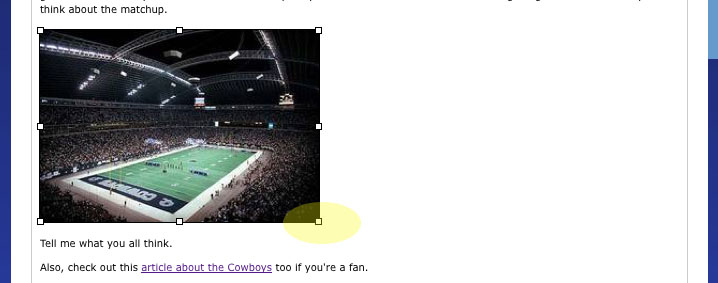 think about the matchup.
COWBOYS
Tell me what you all think.
Also, check out this article about the Cowboys too if you're a fan.